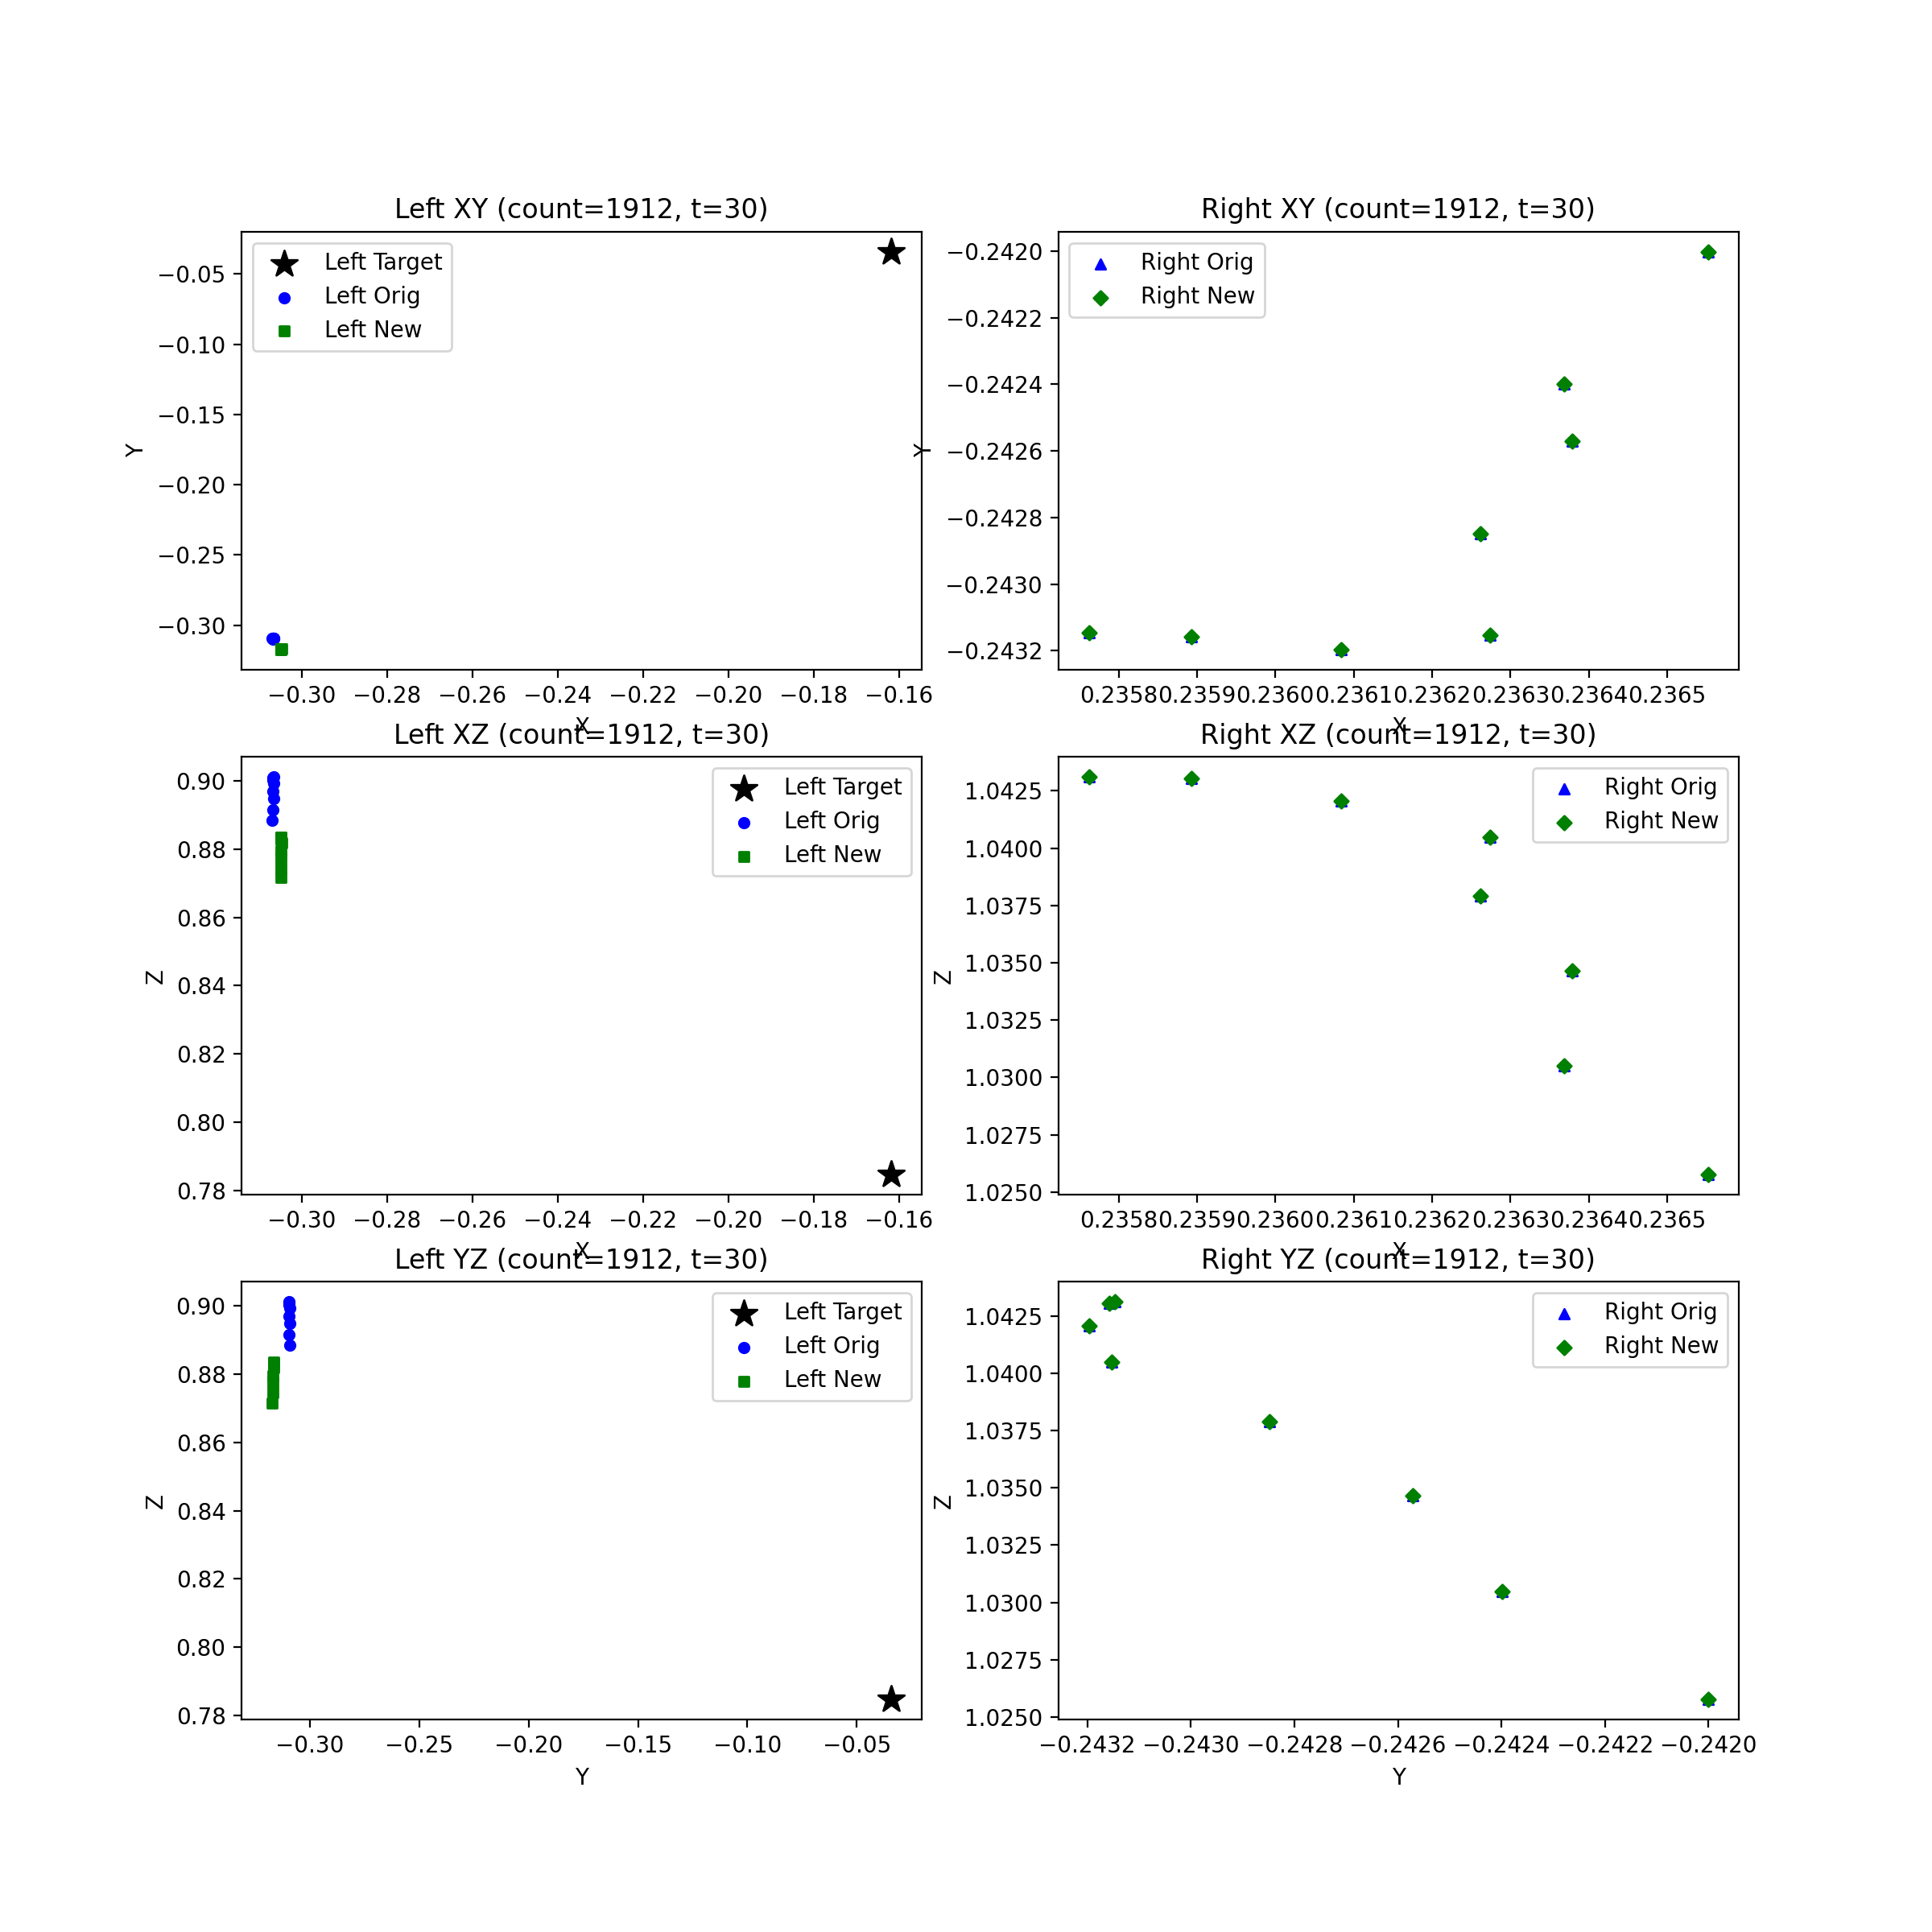 Left XY (count=1912, t=30)
Left Target
Left Orig
Left New
−0.05
−0.10
−0.15
−0.20
−0.25
−0.30
Y
−0.30 −0.28 −0.26 −0.24 −0.22 −0.20 −0.18 −0.16
X
Right XY (count=1912, t=30)
Right Orig
Right New
−0.2420
−0.2422
−0.2424
−0.2426
−0.2428
−0.2430
−0.2432
Y
0.2358 0.2359 0.2360 0.2361 0.2362 0.2363 0.2364 0.2365
X
Left XZ (count=1912, t=30)
Left Target
Left Orig
Left New
0.90
0.88
0.86
0.84
0.82
0.80
0.78
Z
−0.30 −0.28 −0.26 −0.24 −0.22 −0.20 −0.18 −0.16
X
Right XZ (count=1912, t=30)
Right Orig
Right New
1.0425
1.0400
1.0375
1.0350
1.0325
1.0300
1.0275
1.0250
Z
0.2358 0.2359 0.2360 0.2361 0.2362 0.2363 0.2364 0.2365
X
Left YZ (count=1912, t=30)
Left Target
Left Orig
Left New
0.90
0.88
0.86
0.84
0.82
0.80
0.78
Z
−0.30 −0.25 −0.20 −0.15 −0.10 −0.05
Y
Right YZ (count=1912, t=30)
Right Orig
Right New
1.0425
1.0400
1.0375
1.0350
1.0325
1.0300
1.0275
1.0250
Z
−0.2432 −0.2430 −0.2428 −0.2426 −0.2424 −0.2422 −0.2420
Y